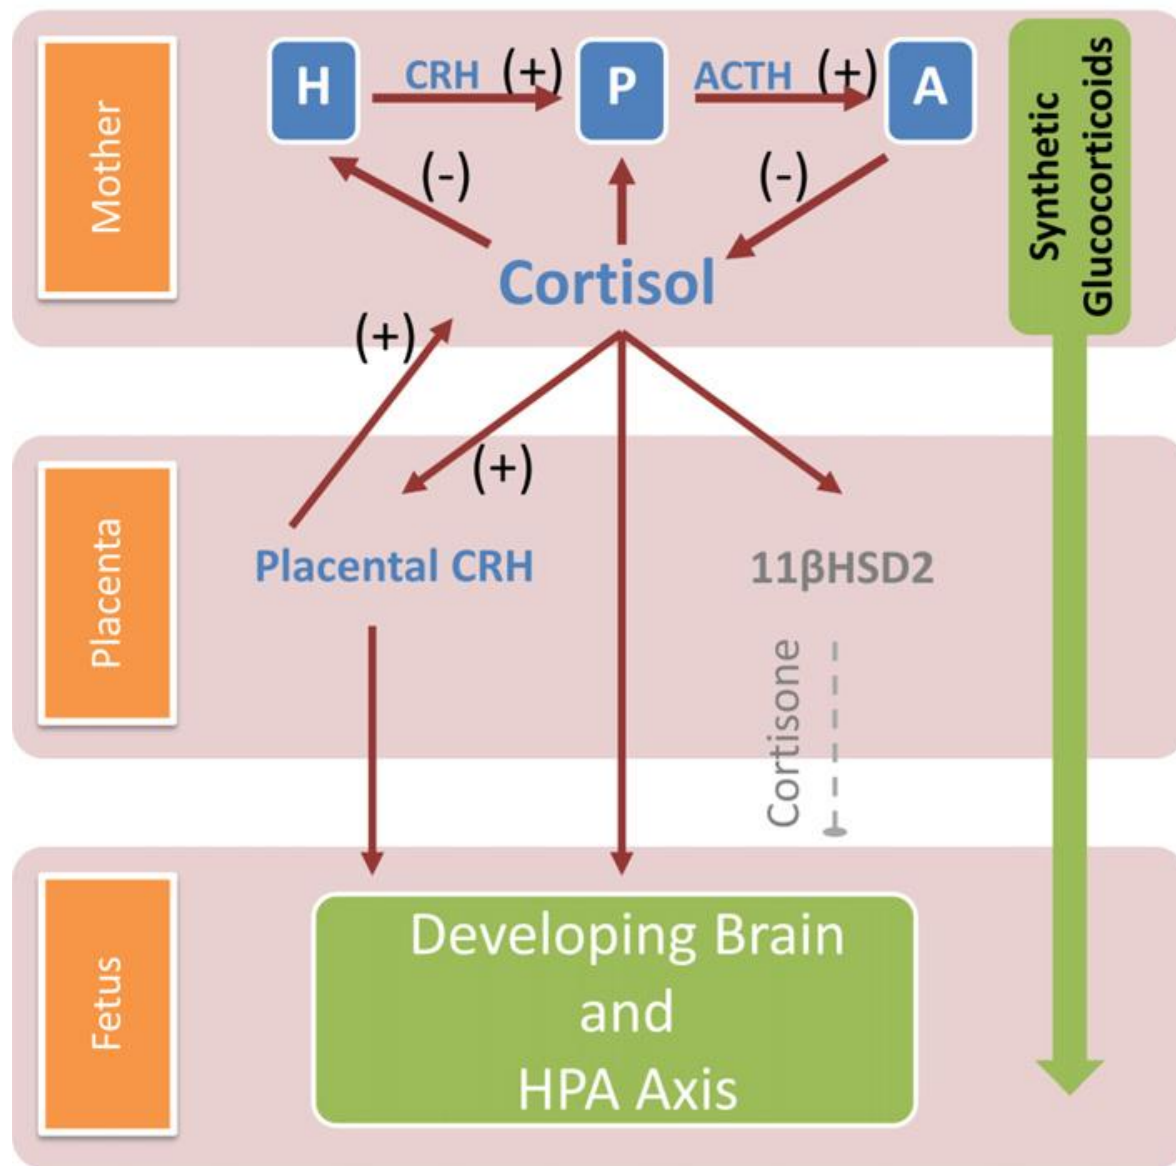 Mother
H
CRH (+)
P
ACTH (+)
A
(-)
(-)
Cortisol
Synthetic
Glucocorticoids
(+)
(+)
Placenta
Placental CRH
11βHSD2
Cortisone
Fetus
Developing Brain
and
HPA Axis